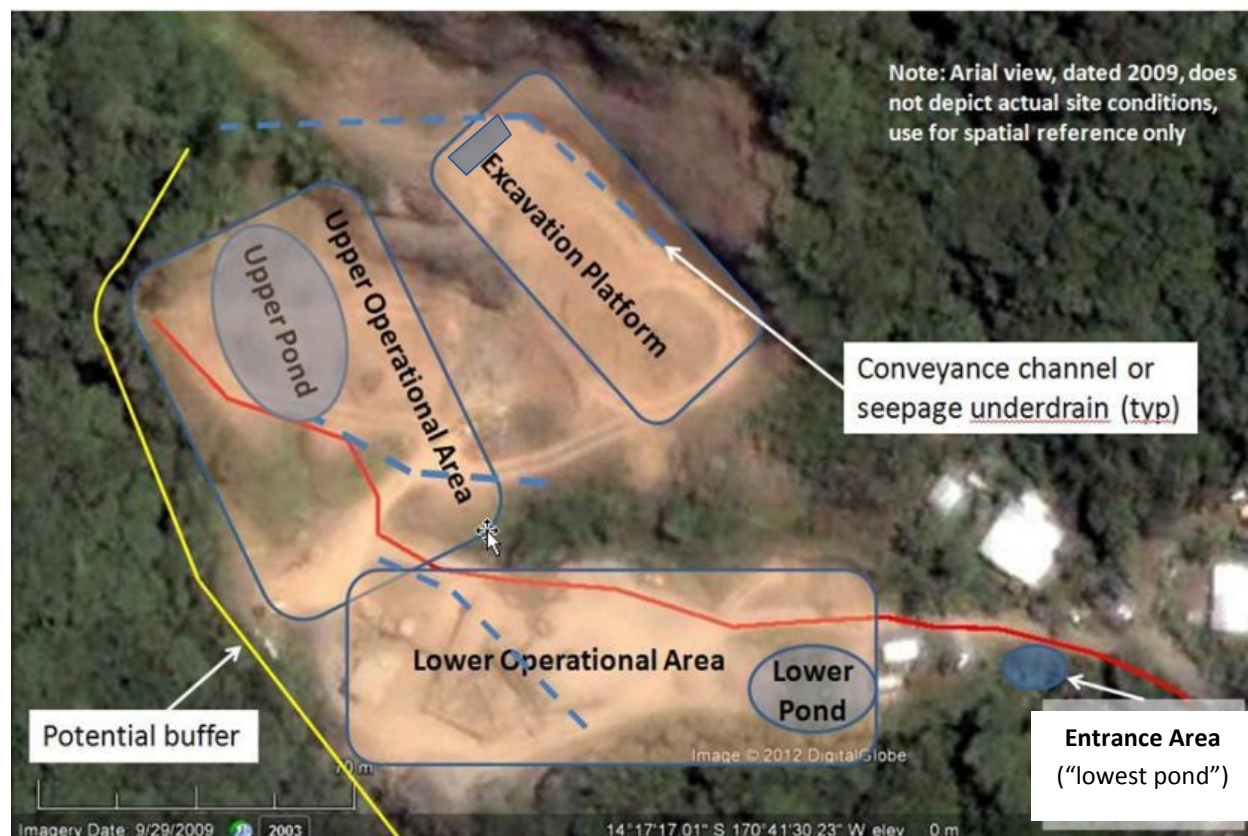 Note: Arial view, dated 2009, does
not depict actual site conditions,
use for spatial reference only
Excavation Platform
Upper Operational Area
Upper Pond
Conveyance channel or
seepage underdrain (typ)
Lower Operational Area
Lower
Pond
Potential buffer
Entrance Area
(“lowest pond”)
Image © 2012 DigitalGlobe
70 m
Imagery Date: 9/29/2009
2003
14°17'17.01" S 170°41'30.23" W elev 0 m